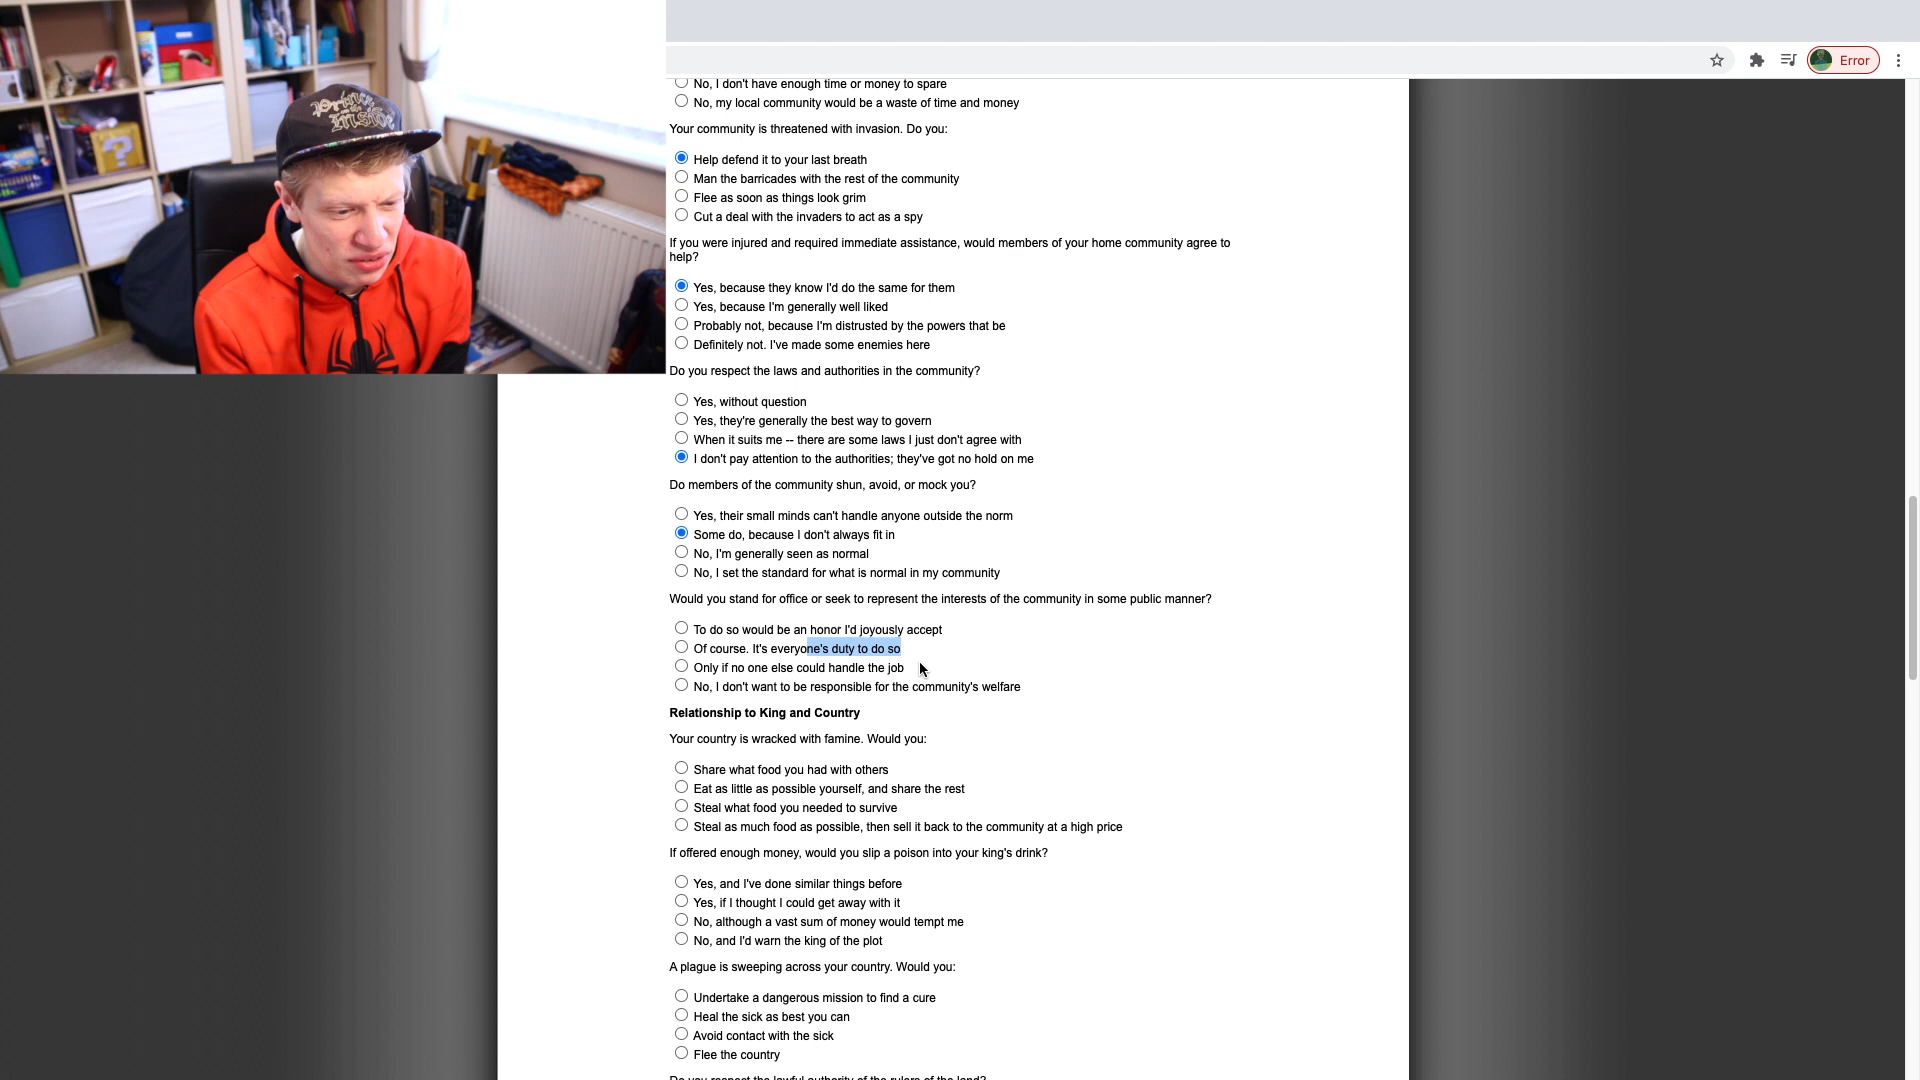 Prince
on the
Inside
Error
No, I don't have enough time or money to spare
No, my local community would be a waste of time and money
Your community is threatened with invasion. Do you:
Help defend it to your last breath
Man the barricades with the rest of the community
Flee as soon as things look grim
Cut a deal with the invaders to act as a spy
If you were injured and required immediate assistance, would members of your home community agree to
help?
Yes, because they know I'd do the same for them
Yes, because I'm generally well liked
Probably not, because I'm distrusted by the powers that be
Definitely not. I've made some enemies here
Do you respect the laws and authorities in the community?
Yes, without question
Yes, they're generally the best way to govern
When it suits me -- there are some laws I just don't agree with
I don't pay attention to the authorities; they've got no hold on me
Do members of the community shun, avoid, or mock you?
Yes, their small minds can't handle anyone outside the norm
Some do, because I don't always fit in
No, I'm generally seen as normal
No, I set the standard for what is normal in my community
Would you stand for office or seek to represent the interests of the community in some public manner?
To do so would be an honor I'd joyously accept
Of course. It's everyone's duty to do so
Only if no one else could handle the job
No, I don't want to be responsible for the community's welfare
Relationship to King and Country
Your country is wracked with famine. Would you:
Share what food you had with others
Eat as little as possible yourself, and share the rest
Steal what food you needed to survive
Steal as much food as possible, then sell it back to the community at a high price
If offered enough money, would you slip a poison into your king's drink?
Yes, and I've done similar things before
Yes, if I thought I could get away with it
No, although a vast sum of money would tempt me
No, and I'd warn the king of the plot
A plague is sweeping across your country. Would you:
Undertake a dangerous mission to find a cure
Heal the sick as best you can
Avoid contact with the sick
Flee the country
Do you respect the lawful authority of the rulers of the land?